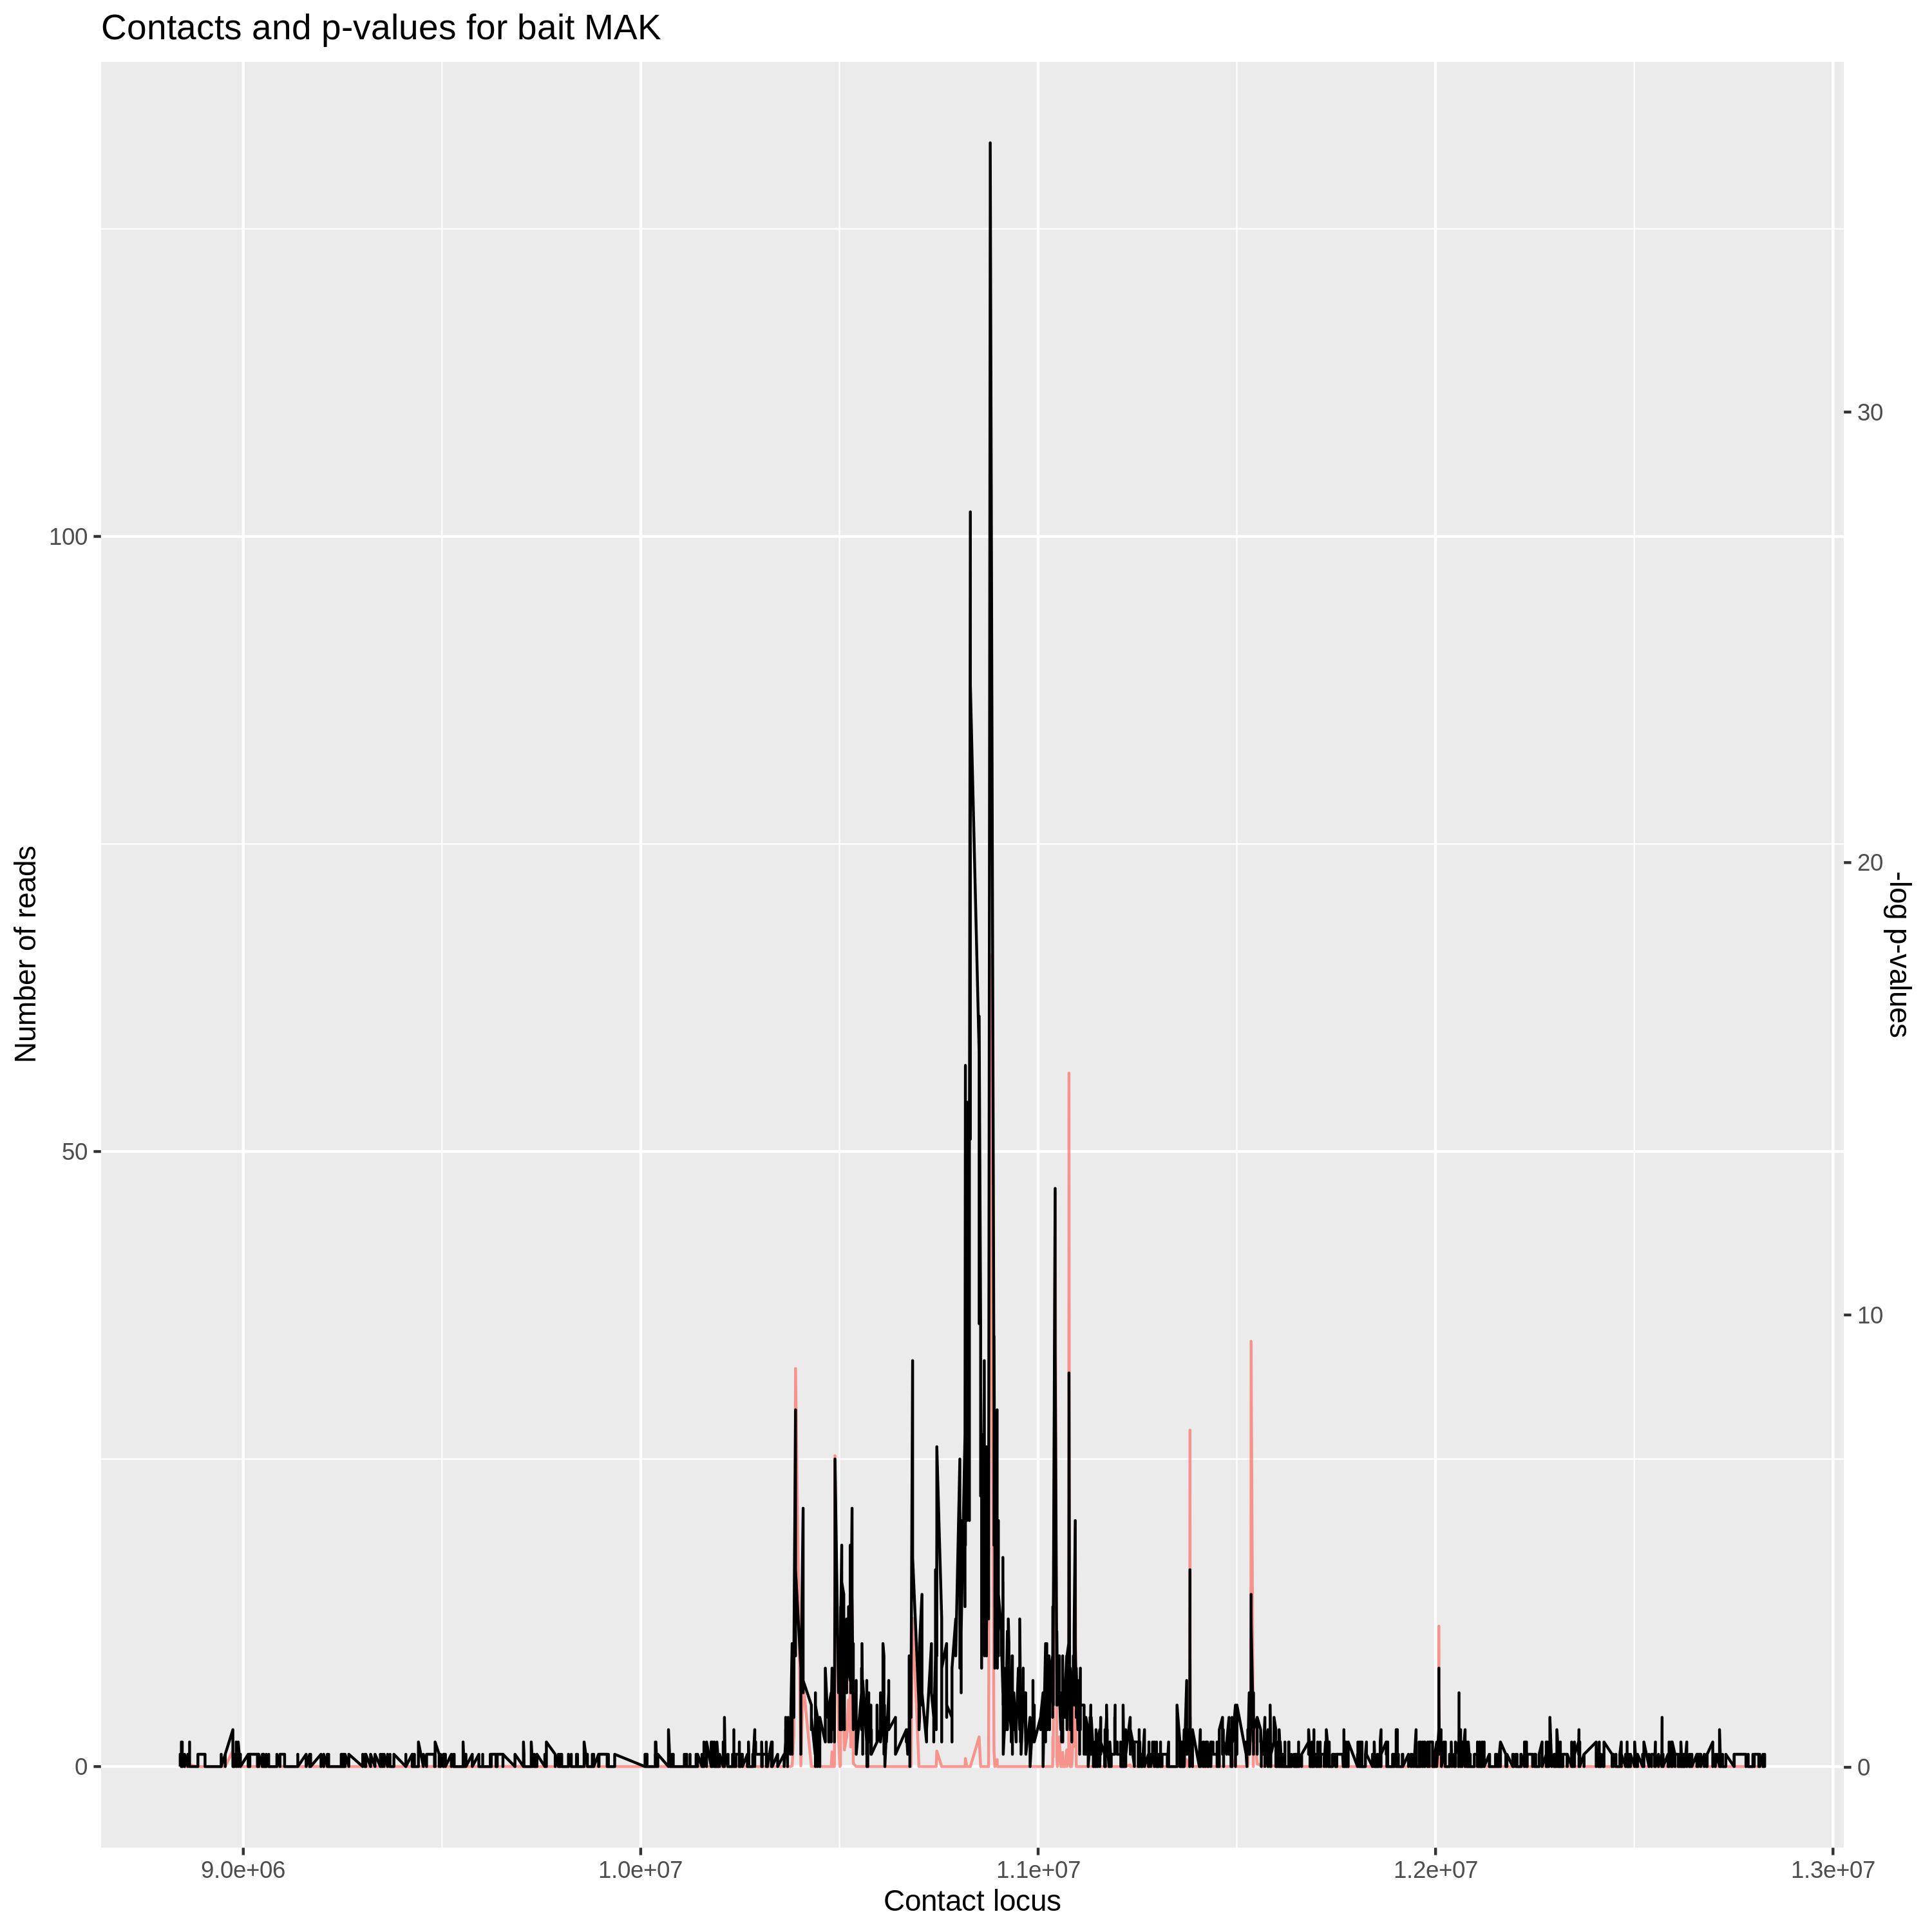 Contacts and p-values for bait MAK
Number of reads
100
50
0
30
20
10
0
-log p-values
9.0e+06 1.0e+07 1.1e+07 1.2e+07 1.3e+07
Contact locus